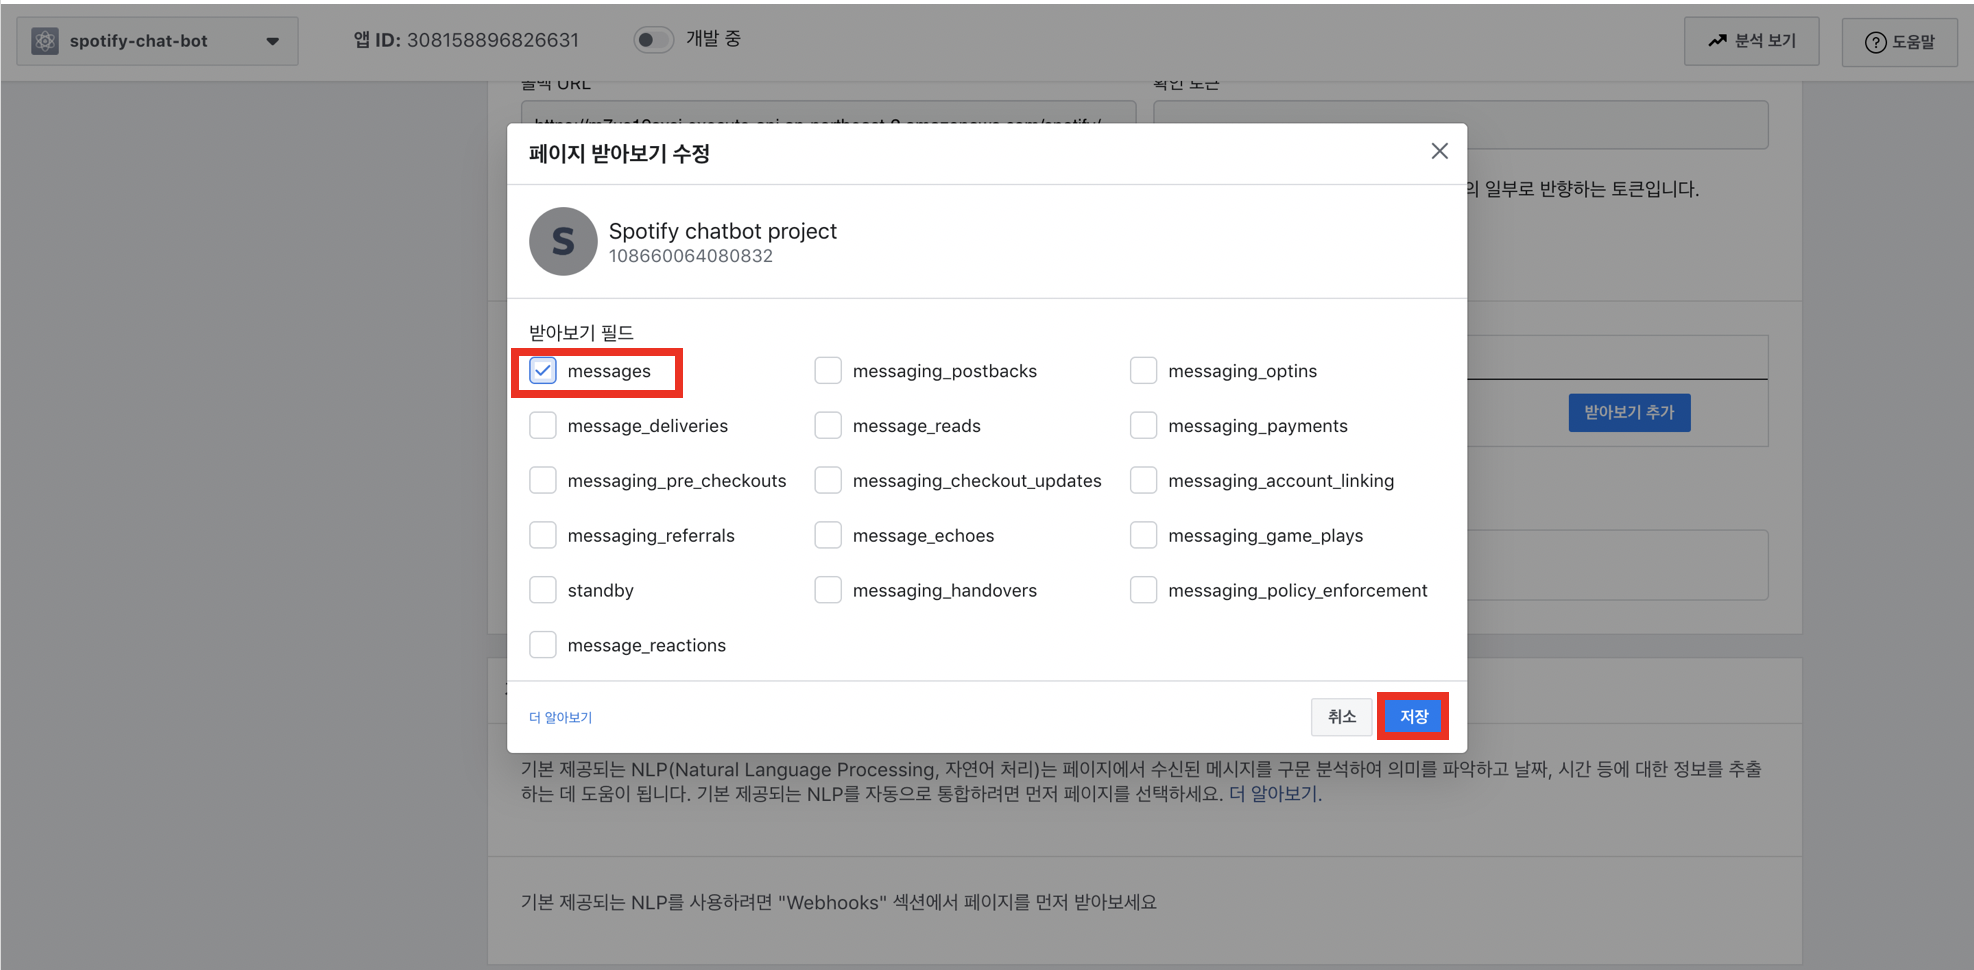 spotify-chat-bot
앱 ID: 308158896826631
개발 중
분석 보기
도움말
콜백 URL
확인 토큰
페이지 받아보기 수정
의 일부로 반향하는 토큰입니다.
S
Spotify chatbot project
108660064080832
받아보기 필드
messages
messaging_postbacks
messaging_optins
message_deliveries
message_reads
messaging_payments
받아보기 추가
messaging_pre_checkouts
messaging_checkout_updates
messaging_account_linking
messaging_referrals
message_echoes
messaging_game_plays
standby
messaging_handovers
messaging_policy_enforcement
message_reactions
더 알아보기
취소
저장
기본 제공되는 NLP(Natural Language Processing, 자연어 처리)는 페이지에서 수신된 메시지를 구문 분석하여 의미를 파악하고 날짜, 시간 등에 대한 정보를 추출
하는 데 도움이 됩니다. 기본 제공되는 NLP를 자동으로 통합하려면 먼저 페이지를 선택하세요. 더 알아보기.
기본 제공되는 NLP를 사용하려면 "Webhooks" 섹션에서 페이지를 먼저 받아보세요